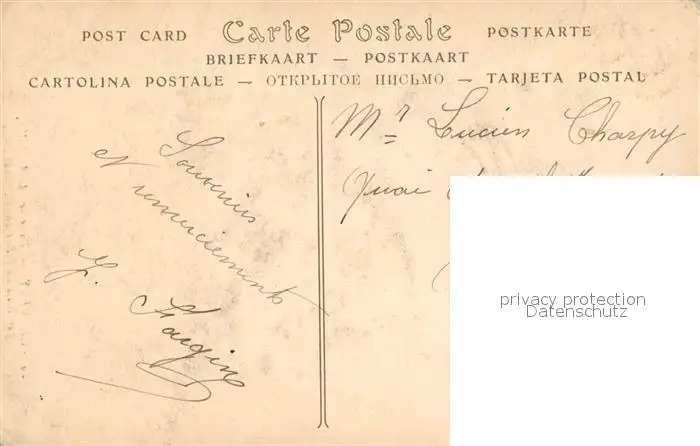 POST CARD Carte Postale POSTKARTE
BRIEFKAART — POSTKAART
CARTOLINA POSTALE — ОТКРЫТОЕ ПИСЬМО — TARJETA POSTAL
Souvenirs
et remerciements
Mr Lucien Charpy
Quai
privacy protection
Datenschutz